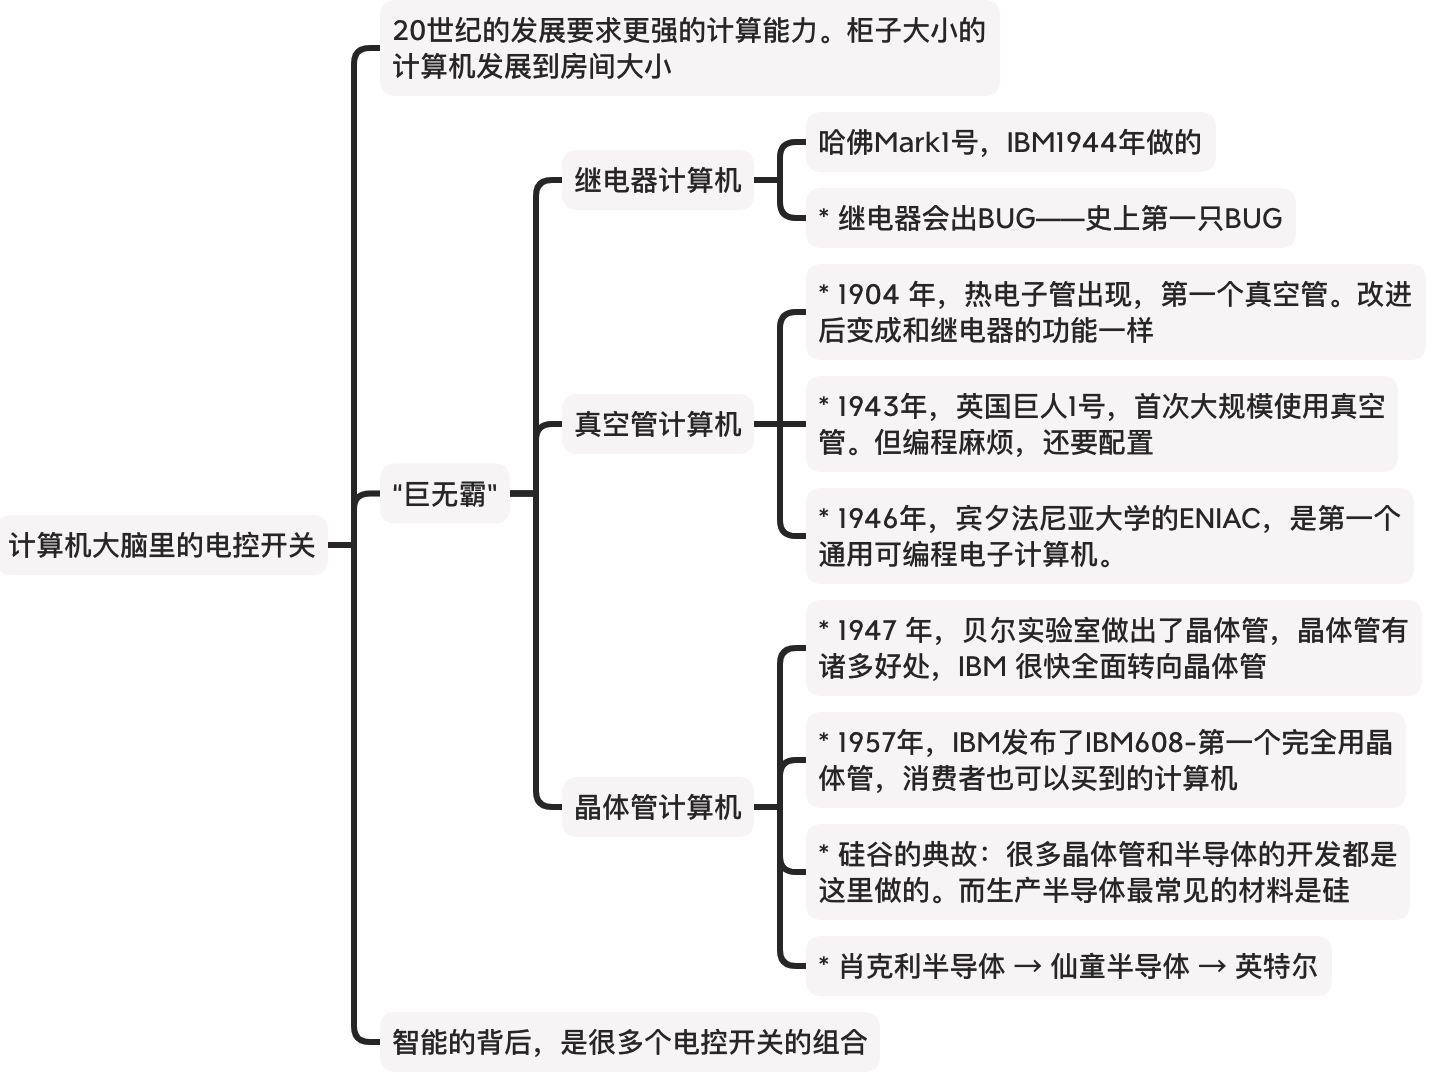 20世纪的发展要求更强的计算能力。柜子大小的
计算机发展到房间大小
哈佛Mark1号，IBM1944年做的
继电器计算机
* 继电器会出BUG——史上第一只BUG
* 1904 年，热电子管出现，第一个真空管。改进
后变成和继电器的功能一样
* 1943年，英国巨人1号，首次大规模使用真空
管。但编程麻烦，还要配置
真空管计算机
* 1946年，宾夕法尼亚大学的ENIAC，是第一个
通用可编程电子计算机。
“巨无霸"
计算机大脑里的电控开关
* 1947 年，贝尔实验室做出了晶体管，晶体管有
诸多好处，IBM 很快全面转向晶体管
* 1957年，IBM发布了IBM608-第一个完全用晶
体管，消费者也可以买到的计算机
晶体管计算机
* 硅谷的典故：很多晶体管和半导体的开发都是
这里做的。而生产半导体最常见的材料是硅
* 肖克利半导体 → 仙童半导体 → 英特尔
智能的背后，是很多个电控开关的组合